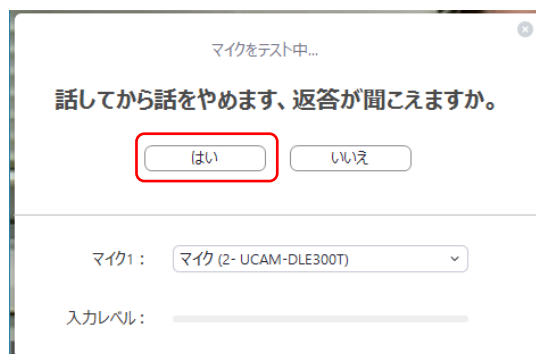 マイクをテスト中...
話してから話をやめます、返答が聞こえますか。
はい いいえ
マイク1： マイク (2- UCAM-DLE300T)
入力レベル：